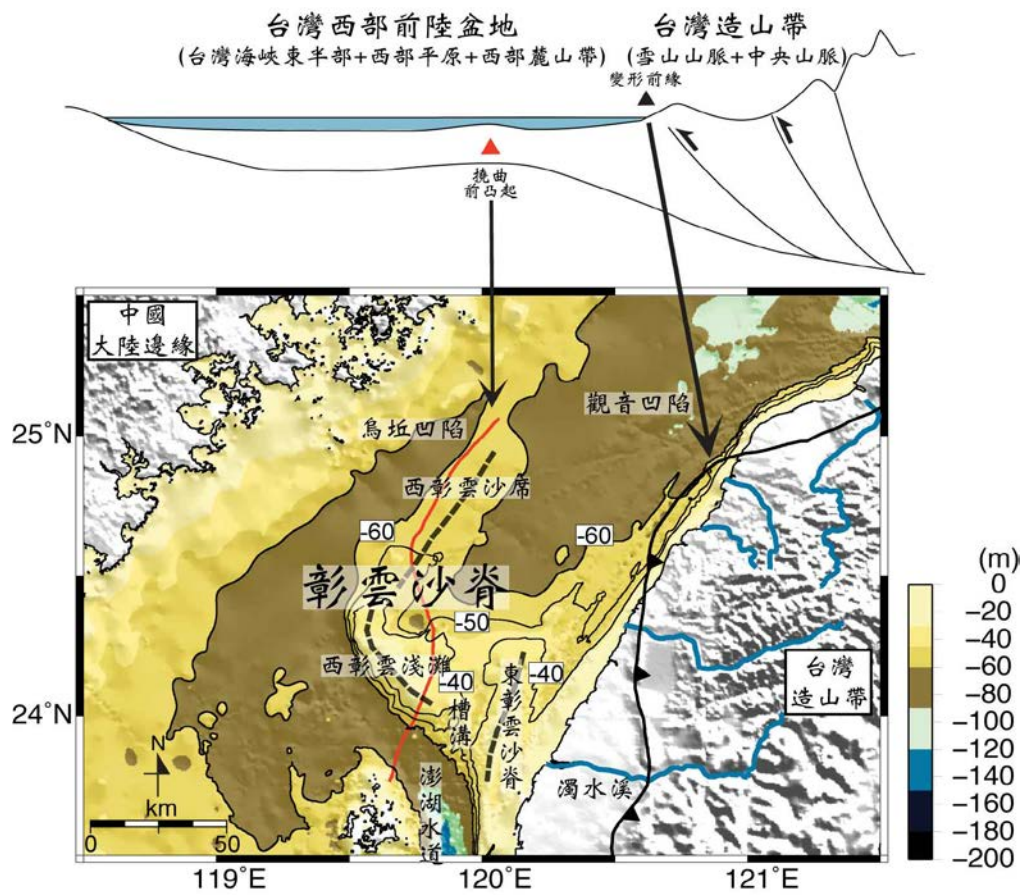 台灣西部前陸盆地
(台灣海峽東半部+西部平原+西部麓山帶)
台灣造山帶
(雪山山脈+中央山脈)
變形前緣
撓曲
前凸起
中國
大陸邊緣
觀音凹陷
烏坵凹陷
25°N
西彰雲沙席
-60
-60
彰雲沙脊
-50
西彰雲淺灘
-40
-40
東彰雲沙脊
槽溝
台灣
造山帶
24°N
N
km
0
50
澎湖水道
濁水溪
119°E
120°E
121°E
(m)
0
-20
-40
-60
-80
-100
-120
-140
-150
-160
-180
-200